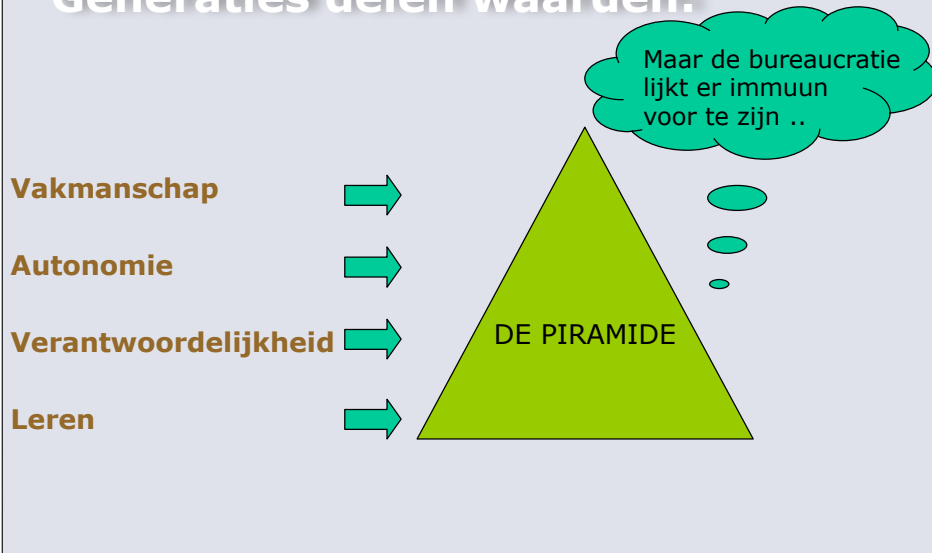 Generaties delen waarden:
Maar de bureaucratie
lijkt er immuun
voor te zijn ..
Vakmanschap
Autonomie
Verantwoordelijkheid
Leren
DE PIRAMIDE